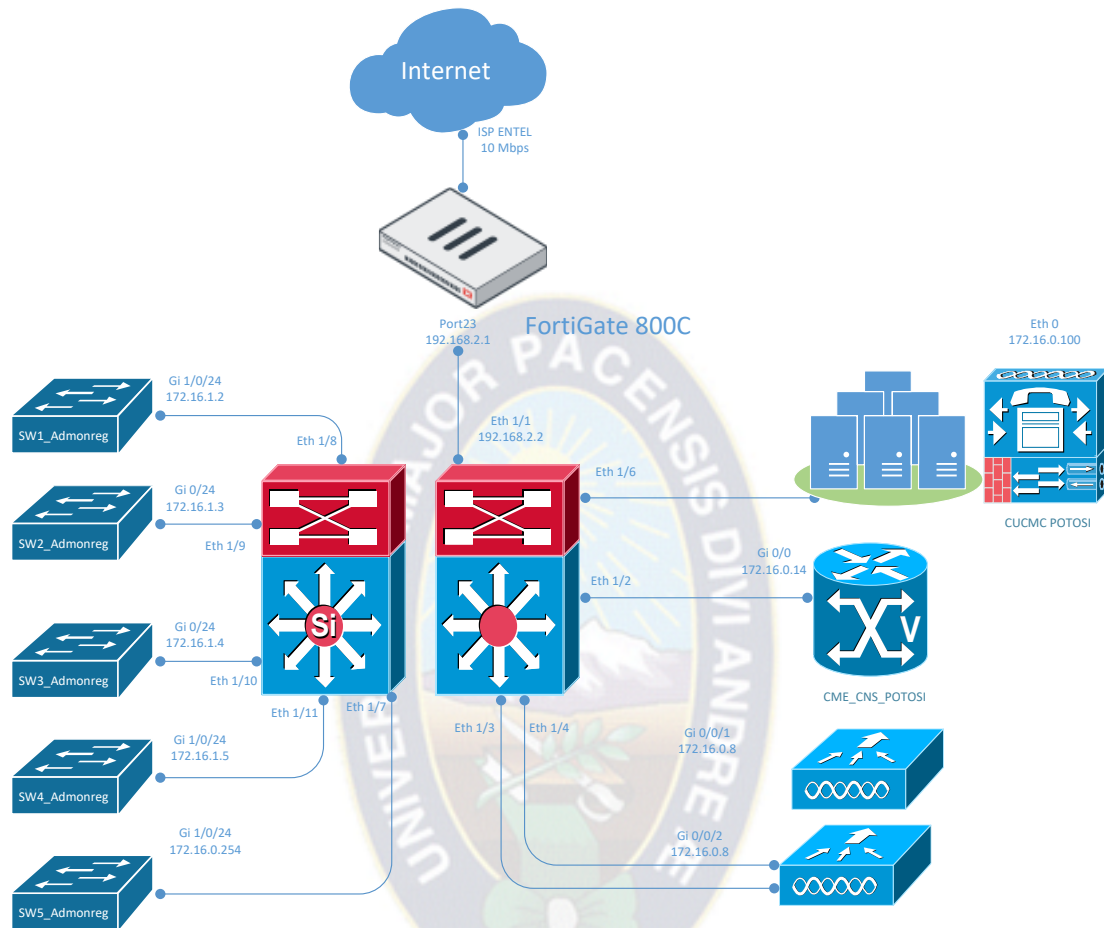 Internet
ISP ENTEL
10 Mbps
FortiGate 800C
Port23
192.168.2.1
Eth 0
172.16.0.100
Gi 1/0/24
172.16.1.2
SW1_Admonreg
Eth 1/8
Eth 1/1
192.168.2.2
Eth 1/6
CUCMC POTOSI
Gi 0/24
172.16.1.3
SW2_Admonreg
Eth 1/9
Gi 0/0
172.16.0.14
Eth 1/2
Si
V
CME_CNS_POTOSI
Gi 0/24
172.16.1.4
SW3_Admonreg
Eth 1/10
Eth 1/11
Eth 1/7
Eth 1/3
Eth 1/4
Gi 0/0/1
172.16.0.8
Gi 1/0/24
172.16.1.5
SW4_Admonreg
Gi 0/0/2
172.16.0.8
Gi 1/0/24
172.16.0.254
SW5_Admonreg
MAJOR PACENSIS DIVI ANDRE